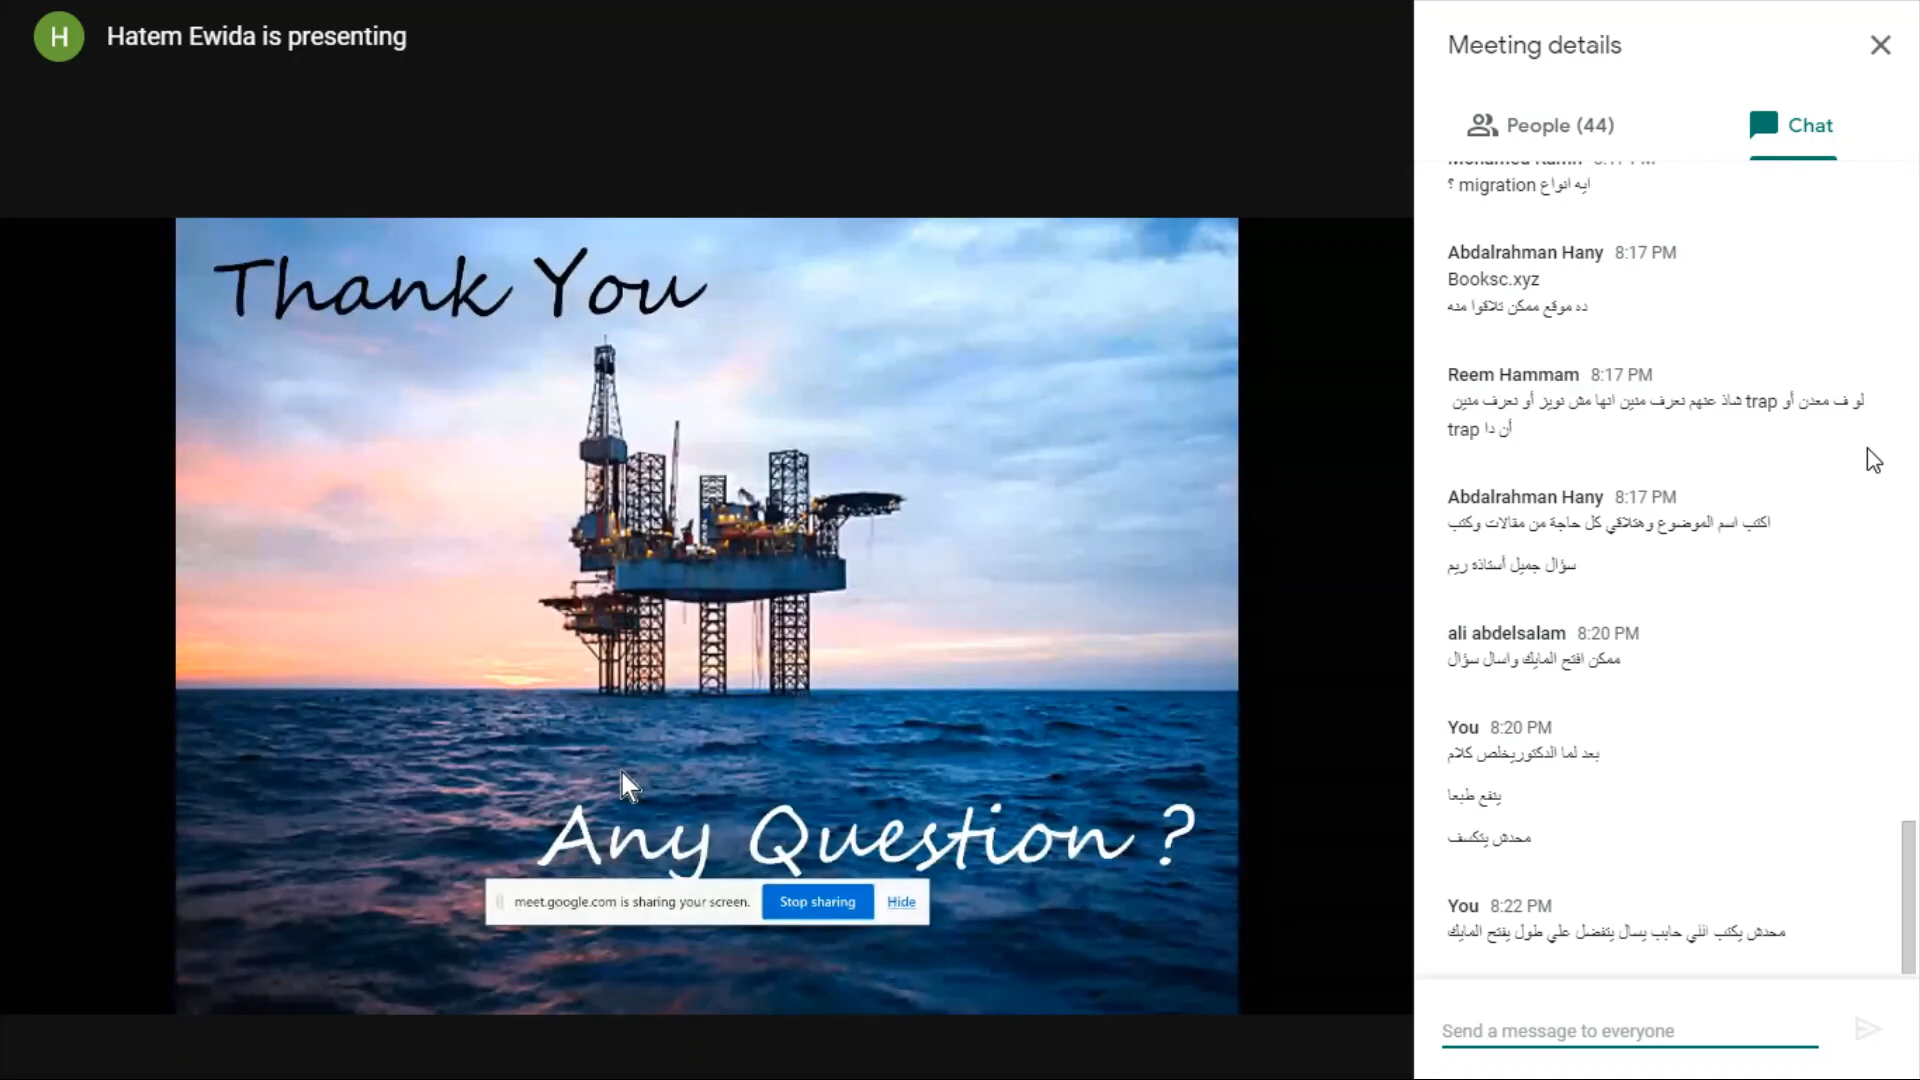 H
Hatem Ewida is presenting
Thank You
Any Question ?
meet.google.com is sharing your screen.
Stop sharing
Hide
Meeting details
People (44)
Chat
ايه انواع migration ؟
Abdalrahman Hany 8:17 PM
Booksc.xyz
ده موقع ممكن تلاقوا منه
Reem Hammam 8:17 PM
لو ف معدن أو trap شاذ عنهم نعرف منين انها مش نويز أو نعرف منين
أن دا trap
Abdalrahman Hany 8:17 PM
اكتب اسم الموضوع وهتلاقي كل حاجة من مقالات وكتب
سؤال جميل أستاذه ريم
ali abdelsalam 8:20 PM
ممكن افتح المايك واسال سؤال
You 8:20 PM
بعد لما الدكتوريخلص كلام
ينفع طبعا
محدش يتكسف
You 8:22 PM
محدش يكتب اللي حابب يسال يتفضل علي طول يفتح المايك
Send a message to everyone